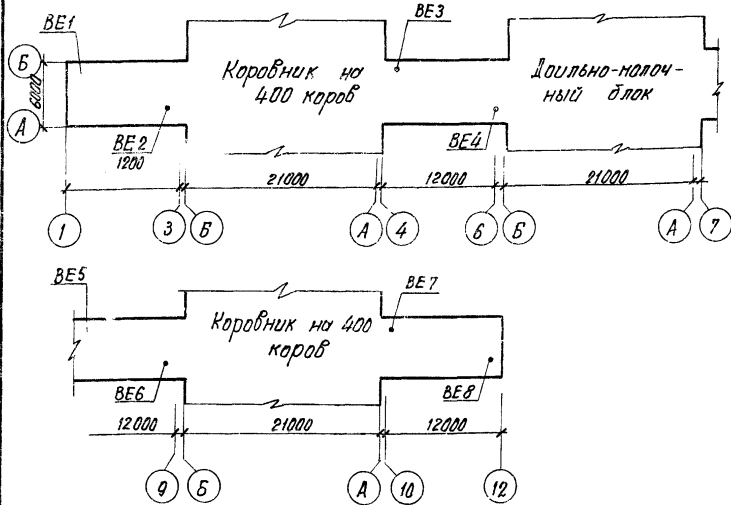 ВЕ1
ВЕ3
Коровник на
400 коров
Доильно-молоч-
ный блок
Б
6000
А
ВЕ2
1200
ВЕ4
21000
12000
21000
1
3
Б
А
4
6
Б
А
7
ВЕ5
ВЕ7
Коровник на 400
коров
ВЕ6
ВЕ8
12000
21000
12000
9
Б
А
10
12